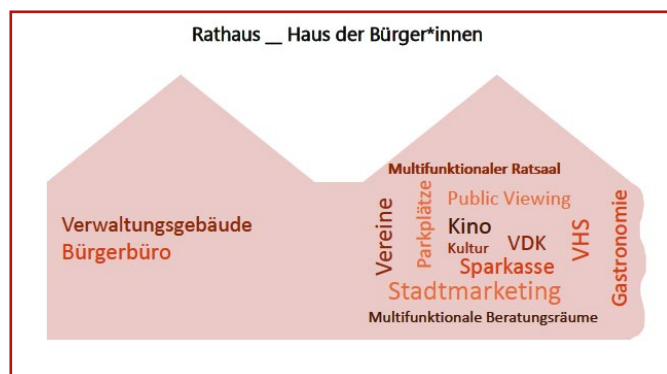 Rathaus __ Haus der Bürger*innen
Verwaltungsgebäude
Bürgerbüro
Multifunktionaler Ratsaal
Vereine
Parkplätze
Public Viewing
Kino
Kultur
VDK
VHS
Gastronomie
Sparkasse
Stadtmarketing
Multifunktionale Beratungsräume